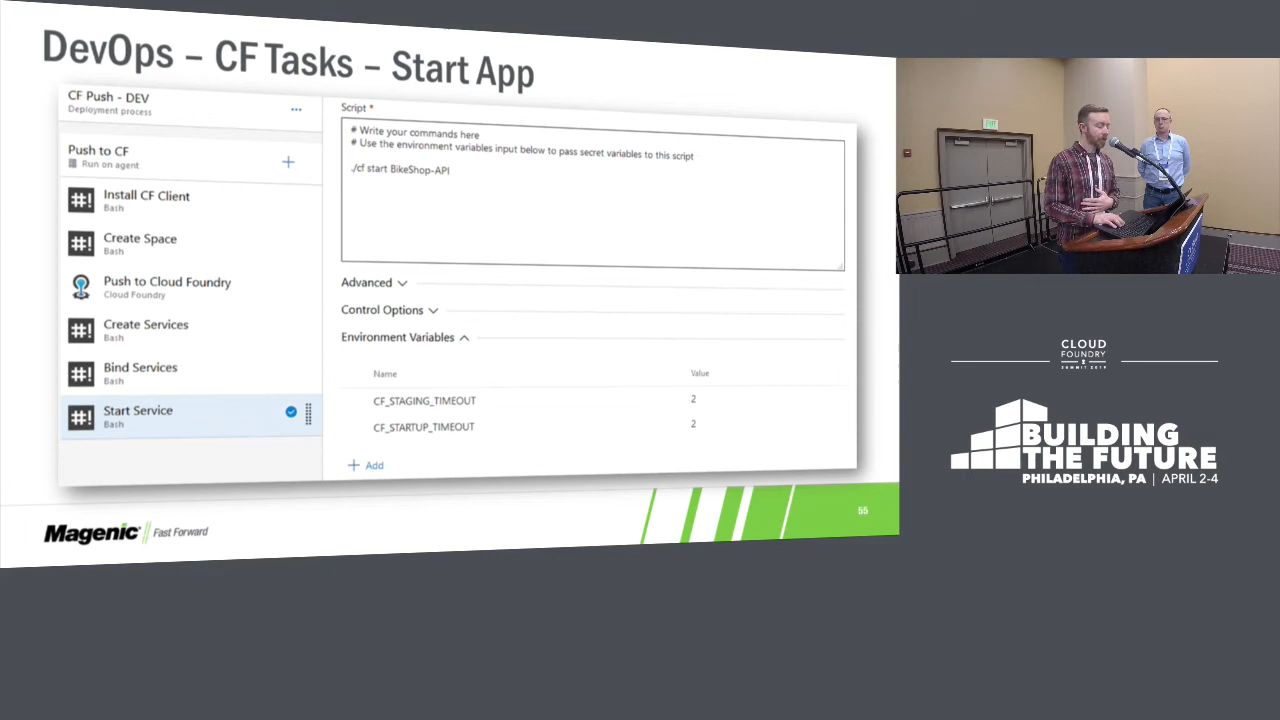 DevOps – CF Tasks – Start App
CF Push - DEV
Deployment process
Push to CF
Run on agent
Install CF Client
Bash
Create Space
Bash
Push to Cloud Foundry
Cloud Foundry
Create Services
Bash
Bind Services
Bash
Start Service
Bash
Script *
# Write your commands here
# Use the environment variables input below to pass secret variables to this script
./cf start BikeShop-API
Advanced
Control Options
Environment Variables
Name Value
CF_STAGING_TIMEOUT 2
CF_STARTUP_TIMEOUT 2
+ Add
Magenic Fast Forward
55
EXIT
CLOUD
FOUNDRY
SUMMIT 2019
BUILDING
THE FUTURE
PHILADELPHIA, PA | APRIL 2-4